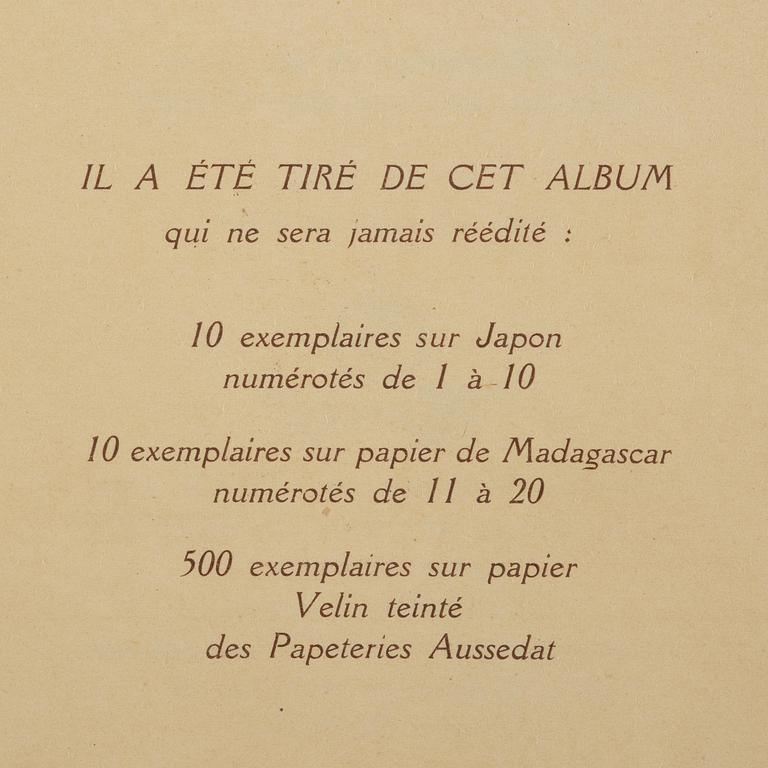 IL A ÉTÉ TIRÉ DE CET ALBUM
qui ne sera jamais réédité :
10 exemplaires sur Japon
numérotés de 1 à 10
10 exemplaires sur papier de Madagascar
numérotés de 11 à 20
500 exemplaires sur papier
Velin teinté
des Papeteries Aussedat